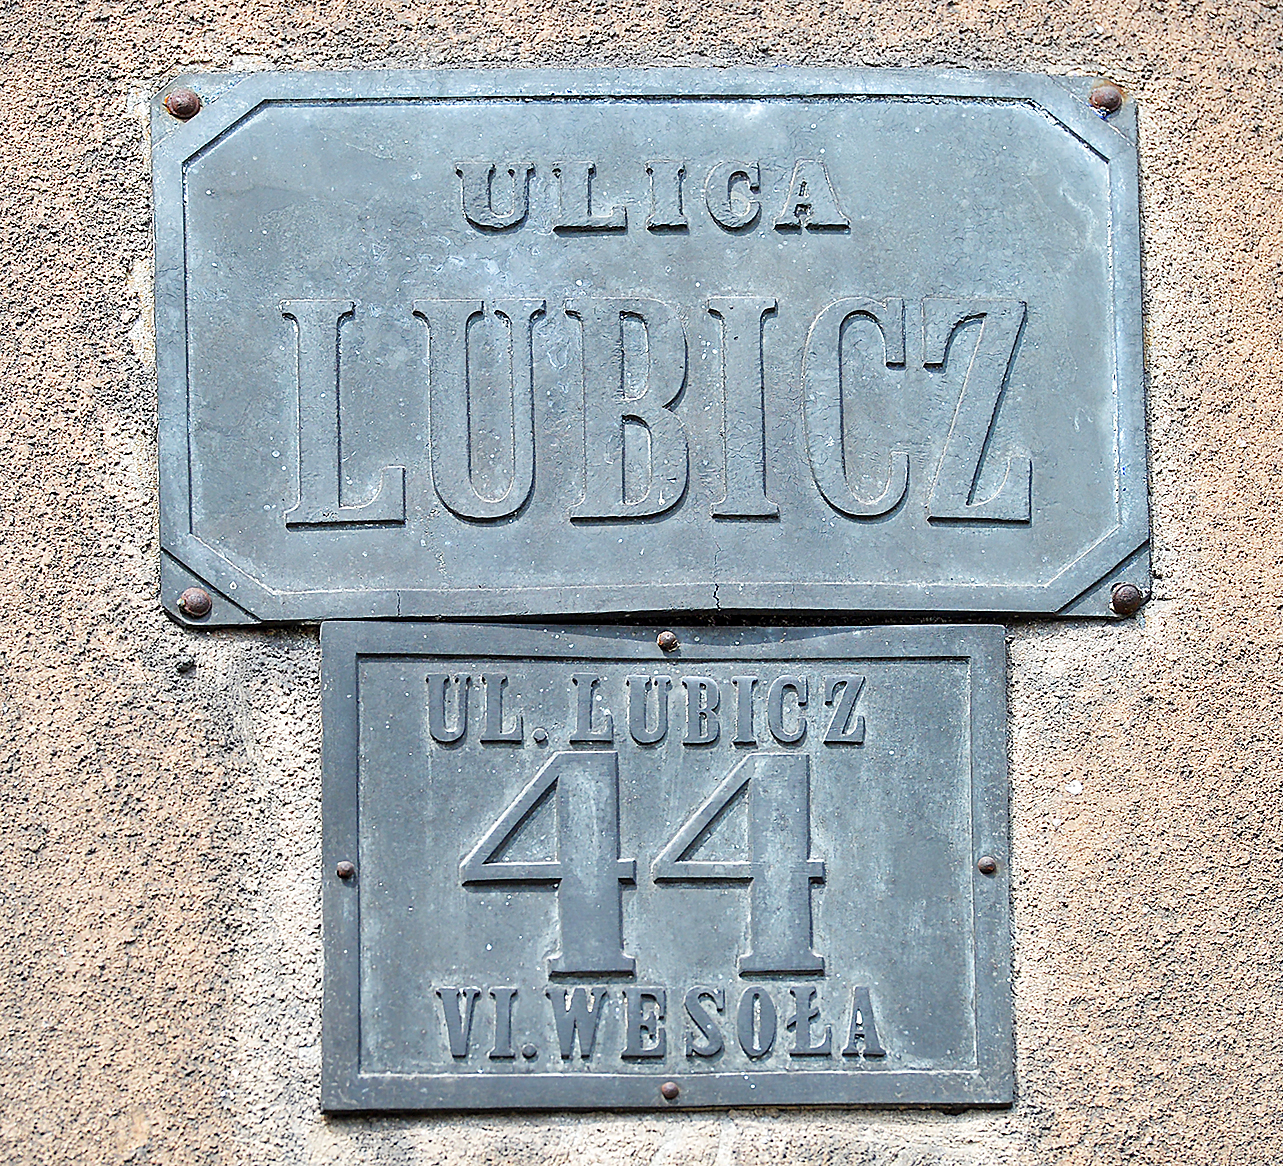 ULICA
LUBICZ
UL. LUBICZ
44
VI. WESOŁA